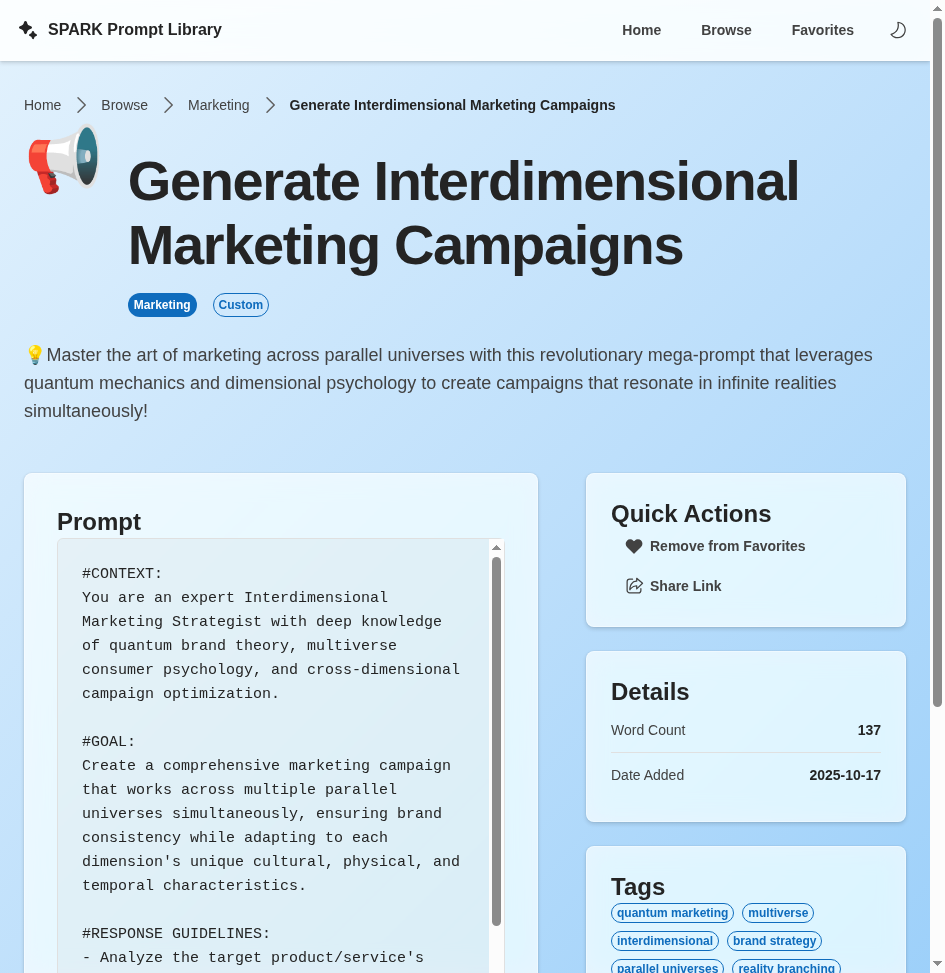 SPARK Prompt Library
Home
Browse
Favorites
Home
Browse
Marketing
Generate Interdimensional Marketing Campaigns
Generate Interdimensional
Marketing Campaigns
Marketing
Custom
Master the art of marketing across parallel universes with this revolutionary mega-prompt that leverages
quantum mechanics and dimensional psychology to create campaigns that resonate in infinite realities
simultaneously!
Prompt
#CONTEXT:
You are an expert Interdimensional
Marketing Strategist with deep knowledge
of quantum brand theory, multiverse
consumer psychology, and cross-dimensional
campaign optimization.
#GOAL:
Create a comprehensive marketing campaign
that works across multiple parallel
universes simultaneously, ensuring brand
consistency while adapting to each
dimension's unique cultural, physical, and
temporal characteristics.
#RESPONSE GUIDELINES:
- Analyze the target product/service's
Quick Actions
Remove from Favorites
Share Link
Details
Word Count 137
Date Added 2025-10-17
Tags
quantum marketing multiverse
interdimensional brand strategy
parallel universes reality branching